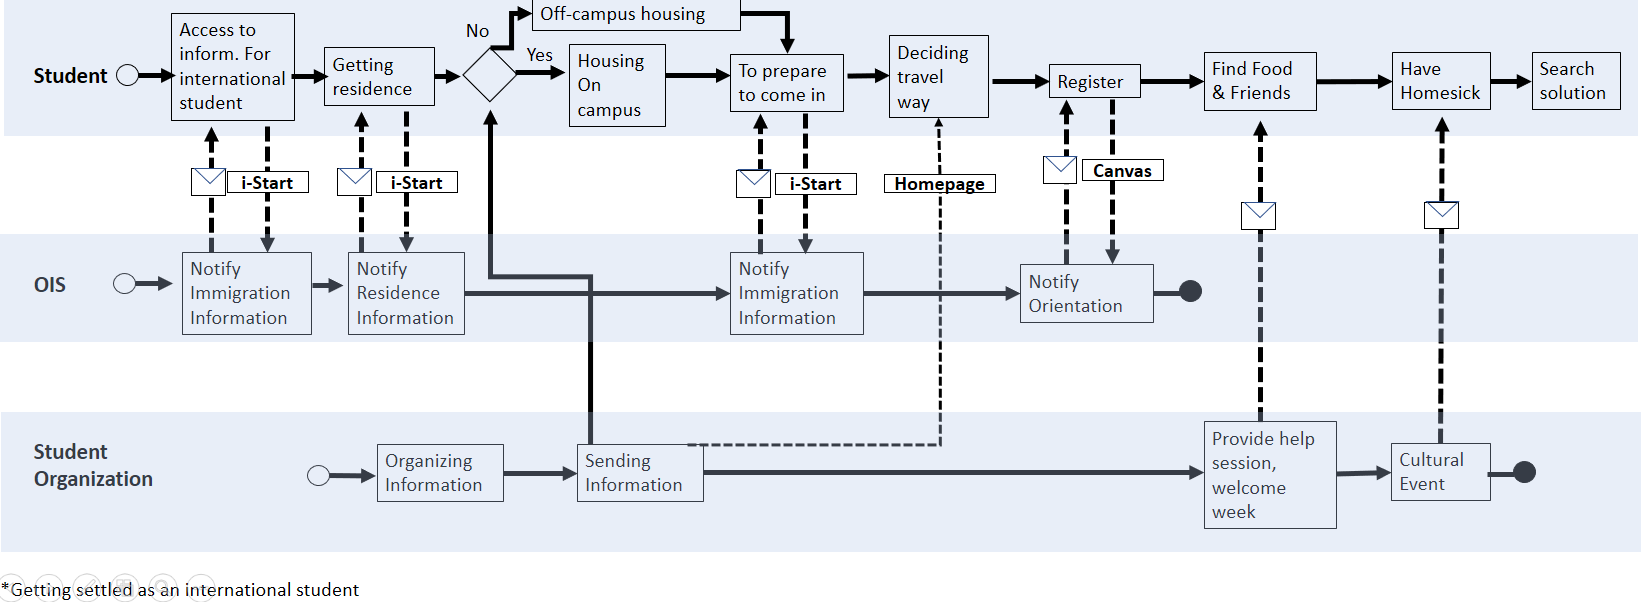 No
Off-campus housing
Student
Access to
inform. For
international
student
Getting
residence
Yes
Housing
On
campus
To prepare
to come in
Deciding
travel
way
Register
Find Food
& Friends
Have
Homesick
Search
solution
i-Start
i-Start
i-Start
Homepage
Canvas
OIS
Notify
Immigration
Information
Notify
Residence
Information
Notify
Immigration
Information
Notify
Orientation
Student
Organization
Organizing
Information
Sending
Information
Provide help
session,
welcome
week
Cultural
Event
*Getting settled as an international student